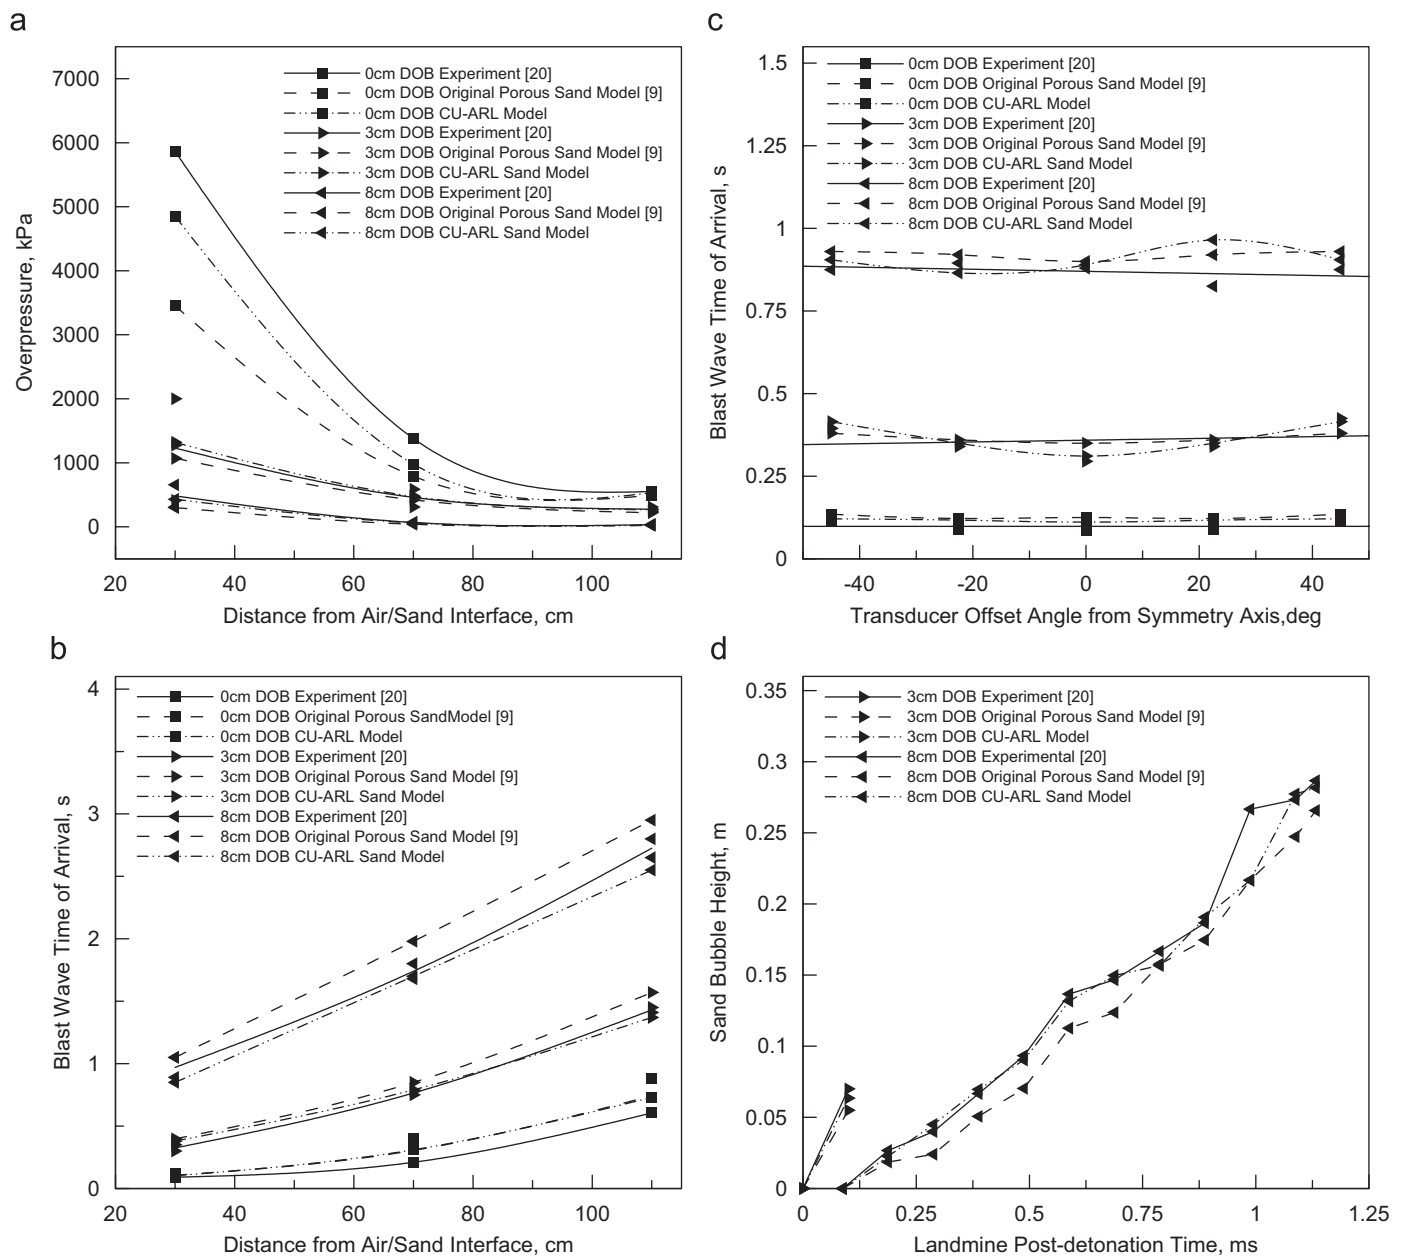 a
7000
6000
5000
4000
3000
2000
1000
0
Overpressure, kPa
0cm DOB Experiment [20]
0cm DOB Original Porous Sand Model [9]
0cm DOB CU-ARL Model
3cm DOB Experiment [20]
3cm DOB Original Porous Sand Model [9]
3cm DOB CU-ARL Sand Model
8cm DOB Experiment [20]
8cm DOB Original Porous Sand Model [9]
8cm DOB CU-ARL Sand Model
20 40 60 80 100
Distance from Air/Sand Interface, cm
c
1.5
1.25
1
0.75
0.5
0.25
0
Blast Wave Time of Arrival, s
0cm DOB Experiment [20]
0cm DOB Original Porous Sand Model [9]
0cm DOB CU-ARL Model
3cm DOB Experiment [20]
3cm DOB Original Porous Sand Model [9]
3cm DOB CU-ARL Sand Model
8cm DOB Experiment [20]
8cm DOB Original Porous Sand Model [9]
8cm DOB CU-ARL Sand Model
-40 -20 0 20 40
Transducer Offset Angle from Symmetry Axis,deg
b
4
3
2
1
0
Blast Wave Time of Arrival, s
0cm DOB Experiment [20]
0cm DOB Original Porous SandModel [9]
0cm DOB CU-ARL Model
3cm DOB Experiment [20]
3cm DOB Original Porous Sand Model [9]
3cm DOB CU-ARL Sand Model
8cm DOB Experiment [20]
8cm DOB Original Porous Sand Model [9]
8cm DOB CU-ARL Sand Model
20 40 60 80 100
Distance from Air/Sand Interface, cm
d
0.35
0.3
0.25
0.2
0.15
0.1
0.05
0
Sand Bubble Height, m
3cm DOB Experiment [20]
3cm DOB Original Porous Sand Model [9]
3cm DOB CU-ARL Model
8cm DOB Experimental [20]
8cm DOB Original Porous Sand Model [9]
8cm DOB CU-ARL Sand Model
0 0.25 0.5 0.75 1 1.25
Landmine Post-detonation Time, ms